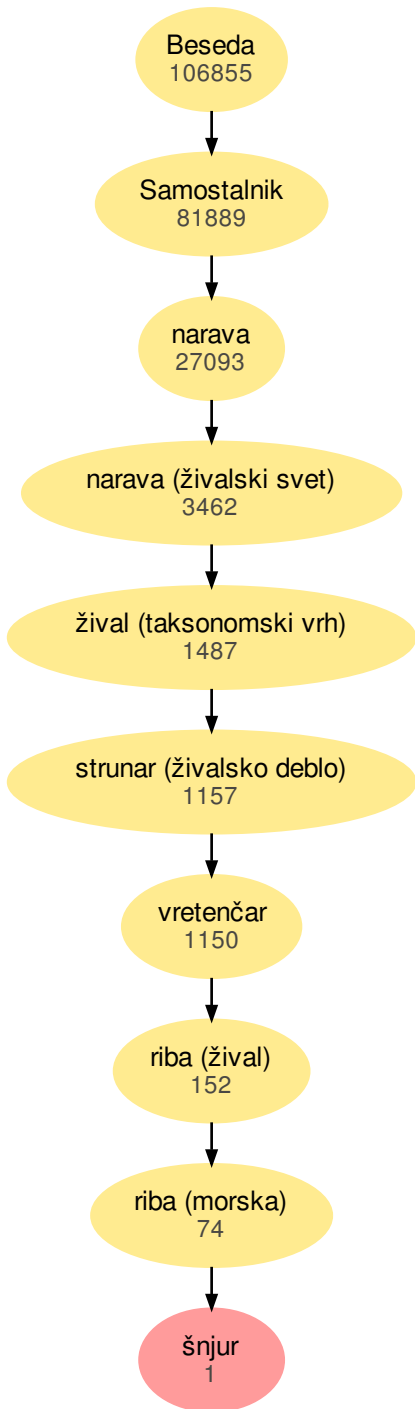 Beseda
106855
Samostalnik
81889
narava
27093
narava (živalski svet)
3462
žival (taksonomski vrh)
1487
strunar (živalsko deblo)
1157
vretenčar
1150
riba (žival)
152
riba (morska)
74
šnjur
1